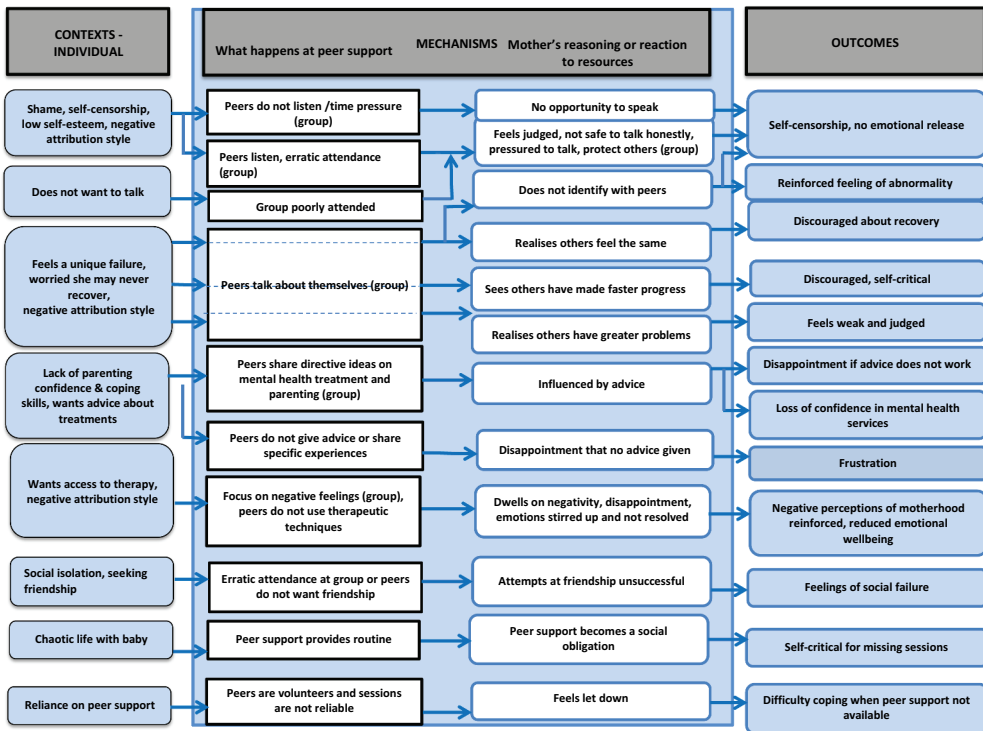 CONTEXTS -
INDIVIDUAL
What happens at peer support
MECHANISMS
Mother's reasoning or reaction
to resources
OUTCOMES
Shame, self-censorship,
low self-esteem, negative
attribution style
Peers do not listen /time pressure
(group)
No opportunity to speak
Self-censorship, no emotional release
Peers listen, erratic attendance
(group)
Feels judged, not safe to talk honestly,
pressured to talk, protect others (group)
Does not want to talk
Group poorly attended
Does not identify with peers
Reinforced feeling of abnormality
Feels a unique failure,
worried she may never
recover,
negative attribution style
Peers talk about themselves (group)
Realises others feel the same
Discouraged about recovery
Sees others have made faster progress
Discouraged, self-critical
Realises others have greater problems
Feels weak and judged
Lack of parenting
confidence & coping
skills, wants advice about
treatments
Peers share directive ideas on
mental health treatment and
parenting (group)
Influenced by advice
Disappointment if advice does not work
Loss of confidence in mental health
services
Peers do not give advice or share
specific experiences
Disappointment that no advice given
Frustration
Wants access to therapy,
negative attribution style
Focus on negative feelings (group),
peers do not use therapeutic
techniques
Dwells on negativity, disappointment,
emotions stirred up and not resolved
Negative perceptions of motherhood
reinforced, reduced emotional
wellbeing
Social isolation, seeking
friendship
Erratic attendance at group or peers
do not want friendship
Attempts at friendship unsuccessful
Feelings of social failure
Chaotic life with baby
Peer support provides routine
Peer support becomes a social
obligation
Self-critical for missing sessions
Reliance on peer support
Peers are volunteers and sessions
are not reliable
Feels let down
Difficulty coping when peer support not
available